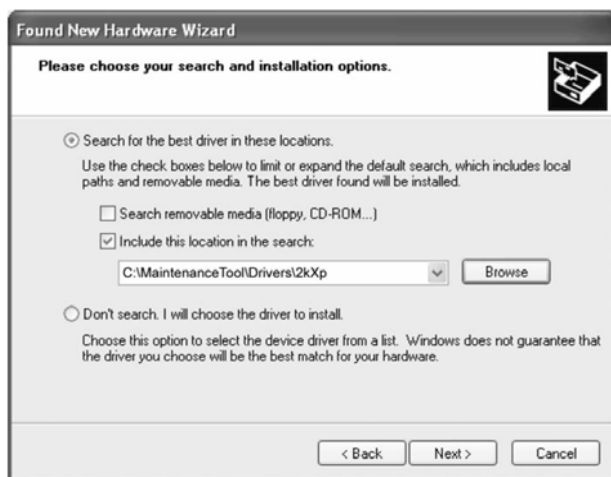 Found New Hardware Wizard
Please choose your search and installation options.
Search for the best driver in these locations.
Use the check boxes below to limit or expand the default search, which includes local
paths and removable media. The best driver found will be installed.
Search removable media (floppy, CD-ROM...)
Include this location in the search:
C:\MaintenanceTool\Drivers\2kXp
Browse
Don't search. I will choose the driver to install.
Choose this option to select the device driver from a list. Windows does not guarantee that
the driver you choose will be the best match for your hardware.
< Back
Next >
Cancel